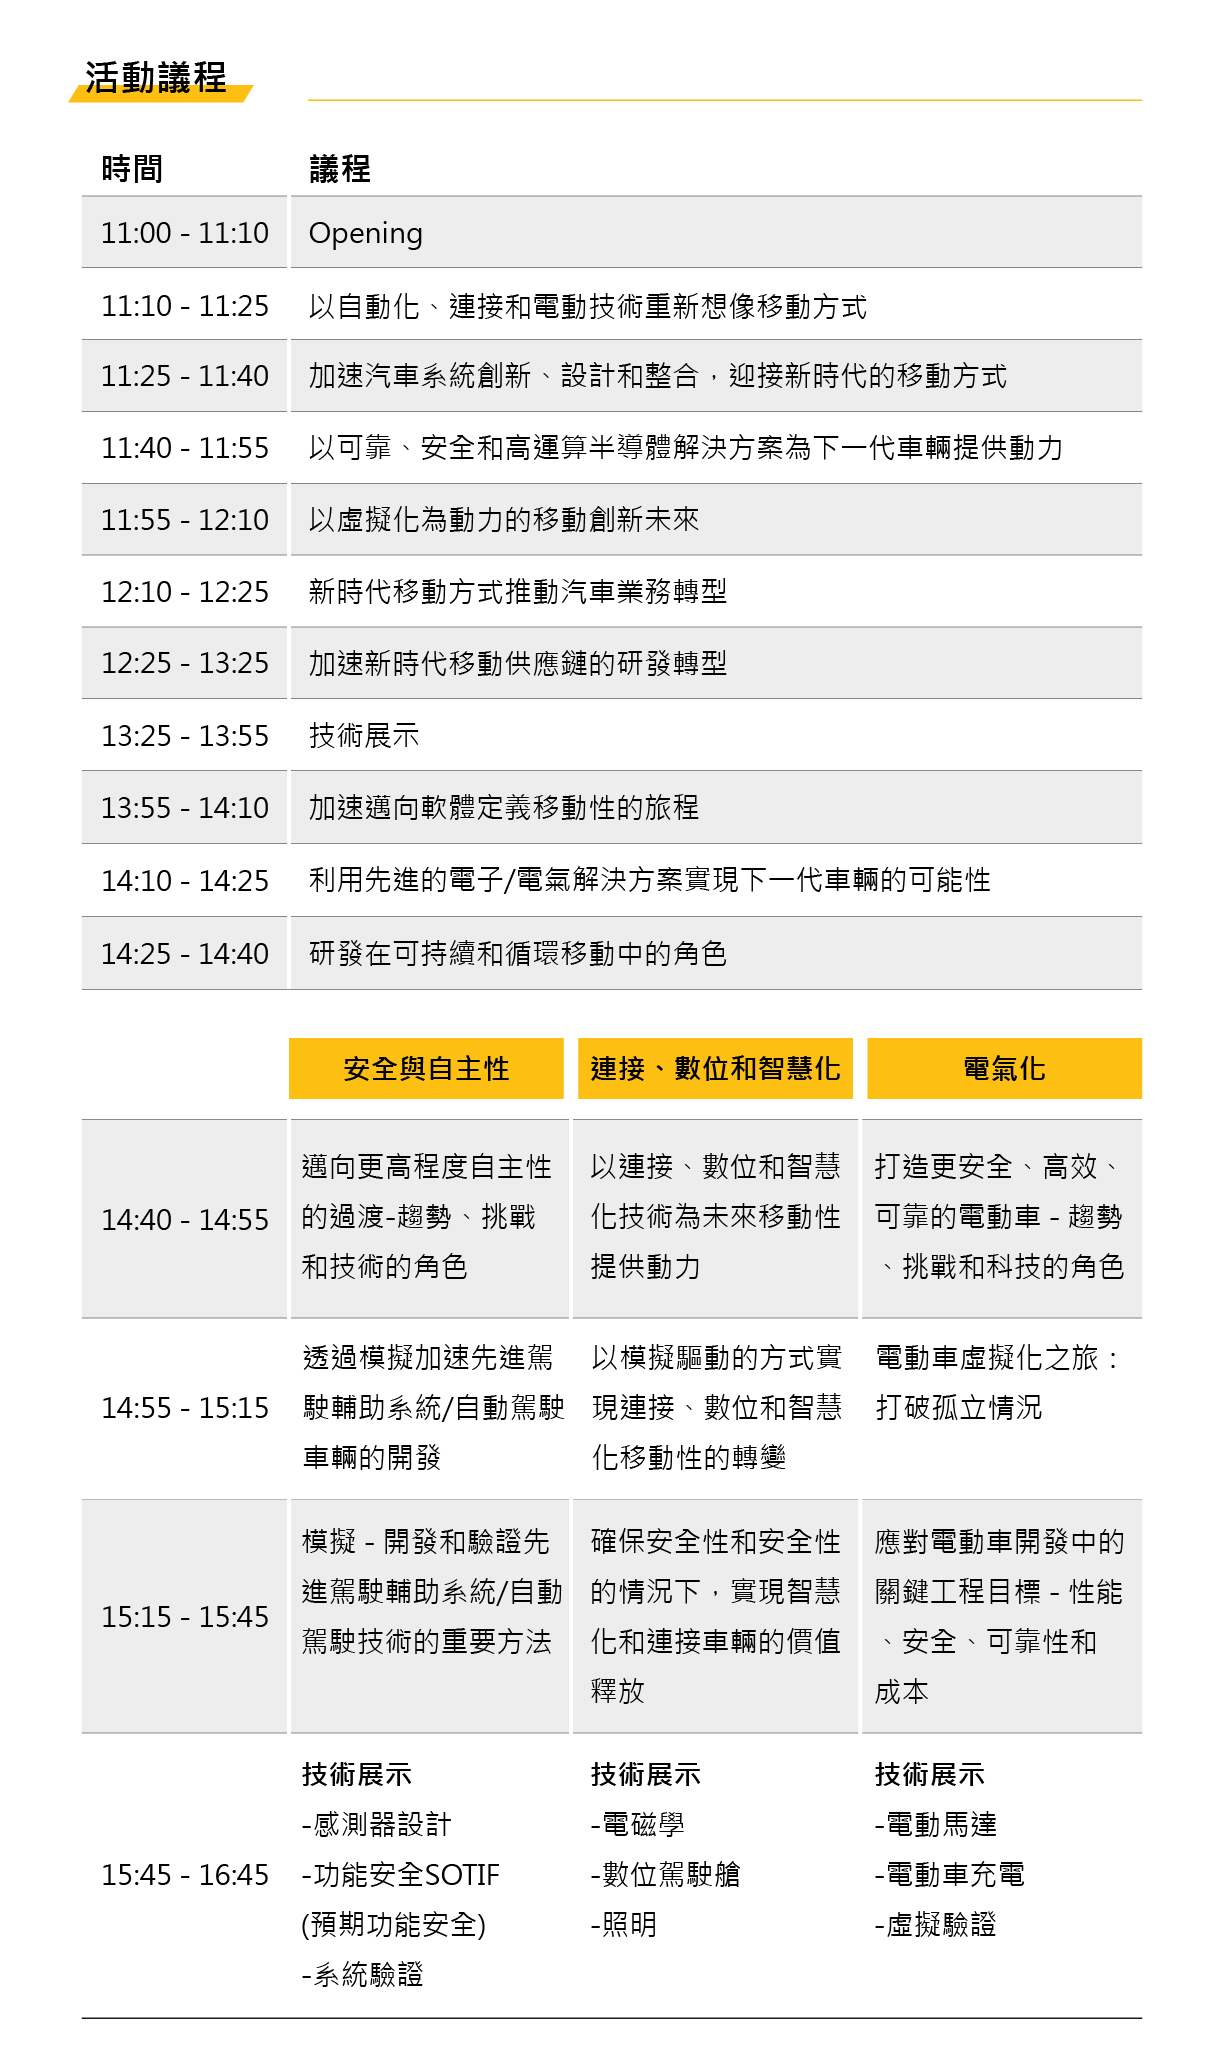 活動議程
時間 議程
11:00 - 11:10 Opening
11:10 - 11:25 以自動化、連接和電動技術重新想像移動方式
11:25 - 11:40 加速汽車系統創新、設計和整合，迎接新時代的移動方式
11:40 - 11:55 以可靠、安全和高運算半導體解決方案為下一代車輛提供動力
11:55 - 12:10 以虛擬化為動力的移動創新未來
12:10 - 12:25 新時代移動方式推動汽車業務轉型
12:25 - 13:25 加速新時代移動供應鏈的研發轉型
13:25 - 13:55 技術展示
13:55 - 14:10 加速邁向軟體定義移動性的旅程
14:10 - 14:25 利用先進的電子/電氣解決方案實現下一代車輛的可能性
14:25 - 14:40 研發在可持續和循環移動中的角色
安全與自主性 連接、數位和智慧化 電氣化
14:40 - 14:55
邁向更高程度自主性
的過渡-趨勢、挑戰
和技術的角色
以連接、數位和智慧
化技術為未來移動性
提供動力
打造更安全、高效、
可靠的電動車 - 趨勢
、挑戰和科技的角色
14:55 - 15:15
透過模擬加速先進駕
駛輔助系統/自動駕駛
車輛的開發
以模擬驅動的方式實
現連接、數位和智慧
化移動性的轉變
電動車虛擬化之旅：
打破孤立情況
15:15 - 15:45
模擬 - 開發和驗證先
進駕駛輔助系統/自動
駕駛技術的重要方法
確保安全性和安全性
的情況下，實現智慧
化和連接車輛的價值
釋放
應對電動車開發中的
關鍵工程目標 - 性能
、安全、可靠性和
成本
15:45 - 16:45
技術展示
-感測器設計
-功能安全SOTIF
(預期功能安全)
-系統驗證
技術展示
-電磁學
-數位駕駛艙
-照明
技術展示
-電動馬達
-電動車充電
-虛擬驗證